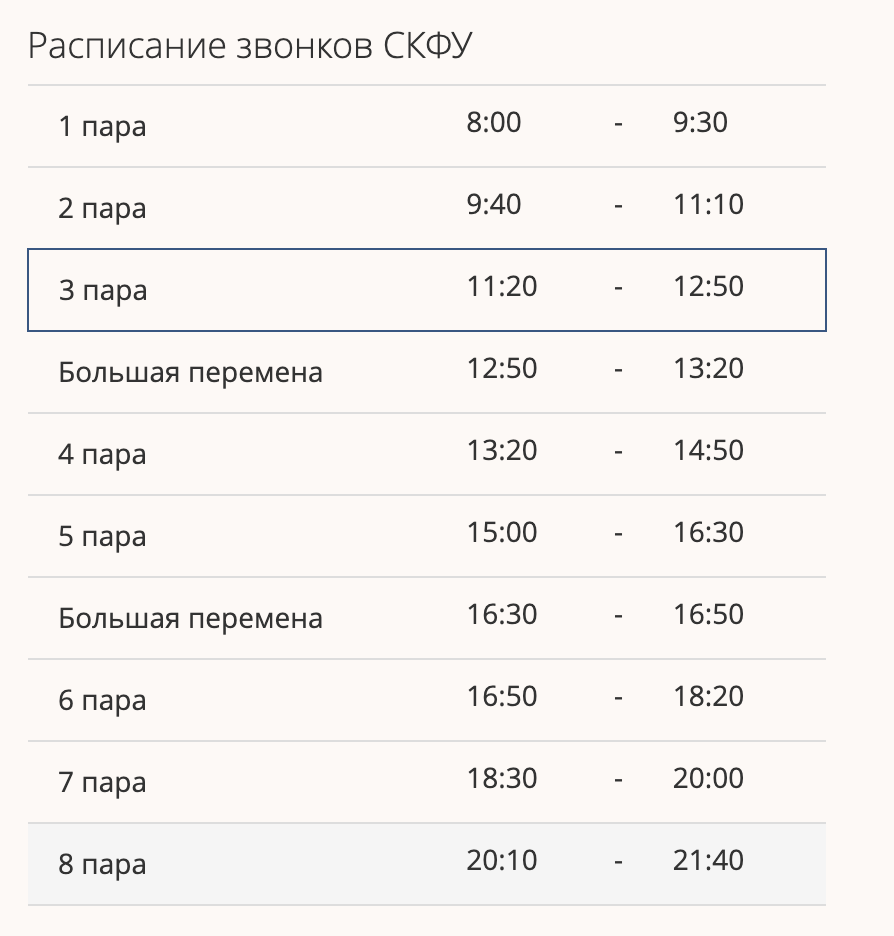 Расписание звонков СКФУ
1 пара 8:00 - 9:30
2 пара 9:40 - 11:10
3 пара 11:20 - 12:50
Большая перемена 12:50 - 13:20
4 пара 13:20 - 14:50
5 пара 15:00 - 16:30
Большая перемена 16:30 - 16:50
6 пара 16:50 - 18:20
7 пара 18:30 - 20:00
8 пара 20:10 - 21:40